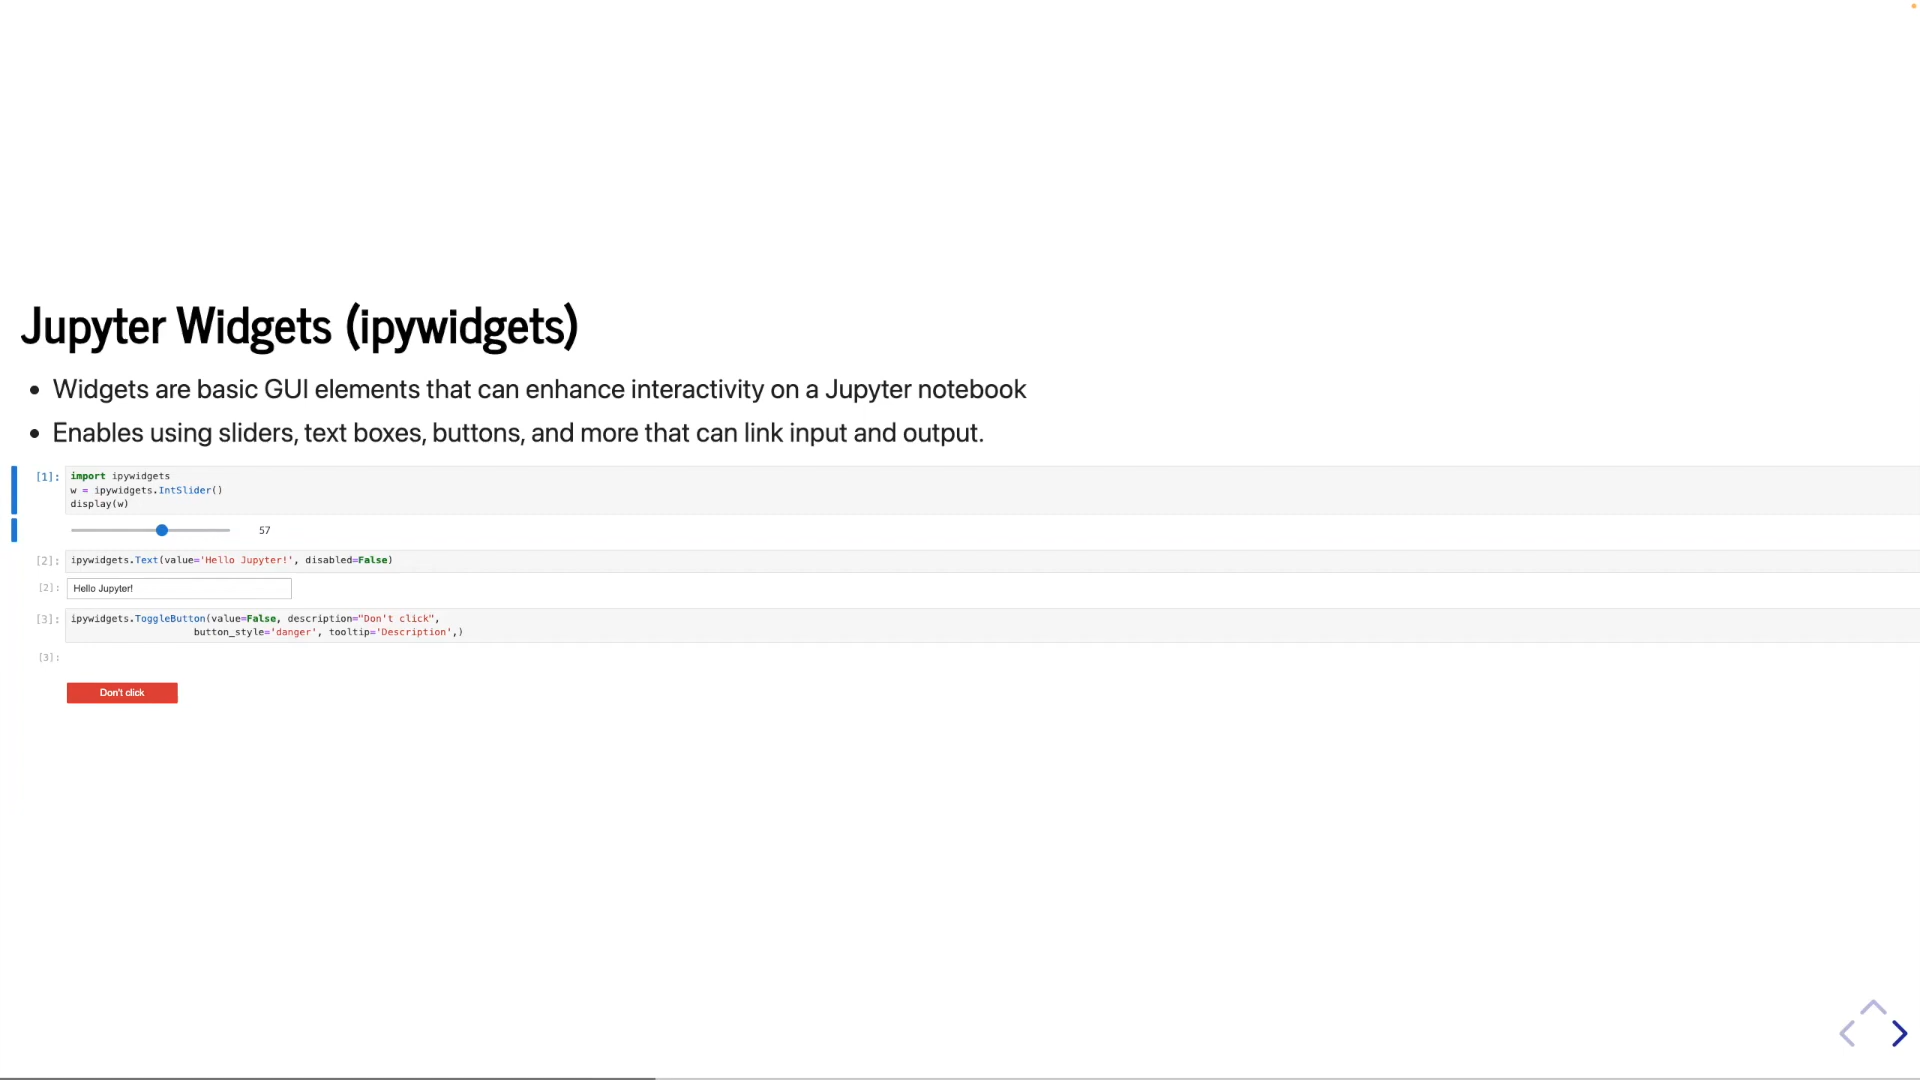 Jupyter Widgets (ipywidgets)
• Widgets are basic GUI elements that can enhance interactivity on a Jupyter notebook
• Enables using sliders, text boxes, buttons, and more that can link input and output.
[1]: import ipywidgets
w = ipywidgets.IntSlider()
display(w)
57
[2]: ipywidgets.Text(value='Hello Jupyter!', disabled=False)
[2]: Hello Jupyter!
[3]: ipywidgets.ToggleButton(value=False, description="Don't click",
button_style='danger', tooltip='Description',)
[3]:
Don't click